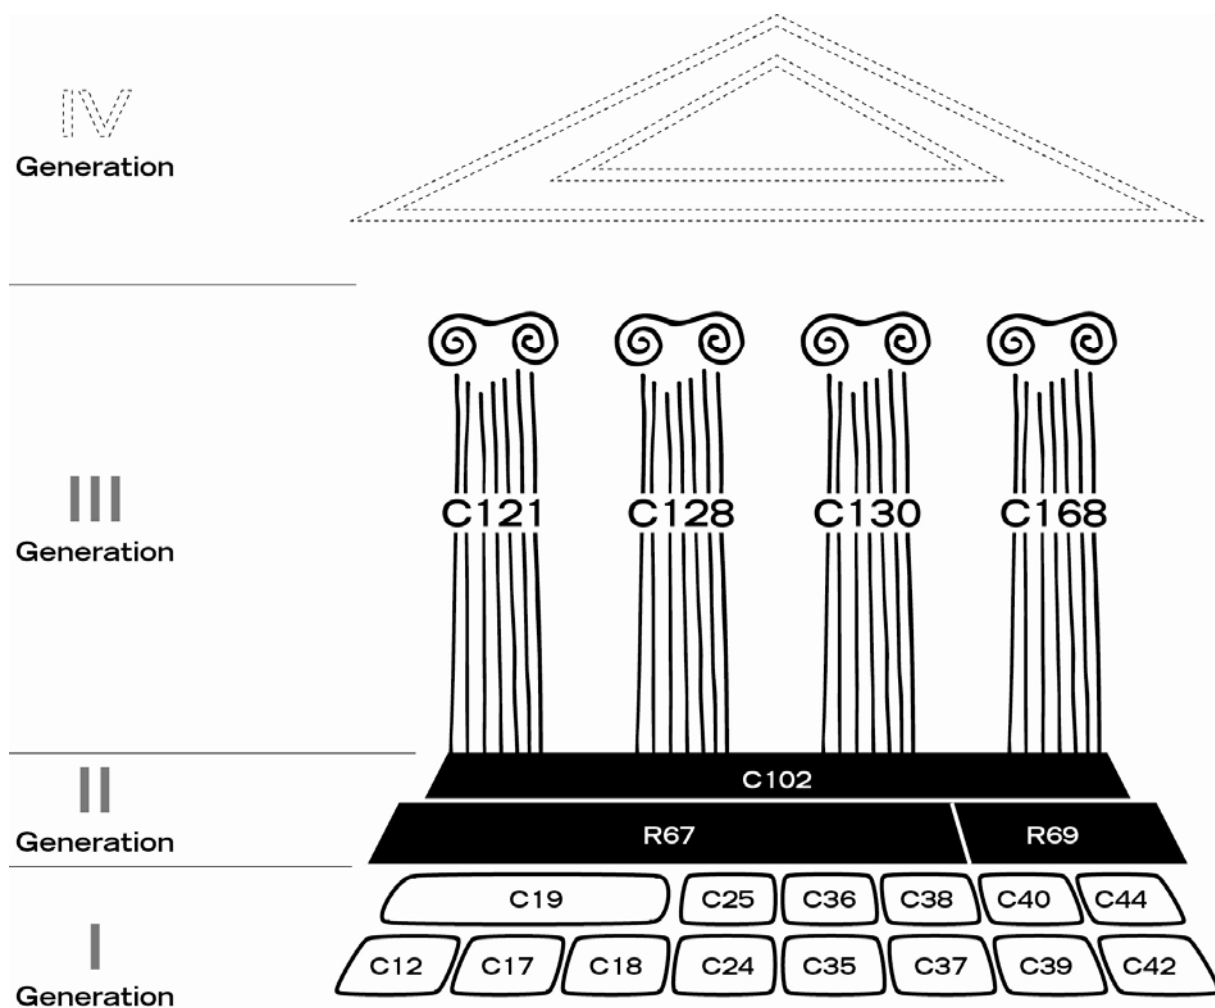 IV
Generation
III
Generation
C121 C128 C130 C168
II
Generation
C102
R67 R69
I
Generation
C19 C25 C36 C38 C40 C44
C12 C17 C18 C24 C35 C37 C39 C42